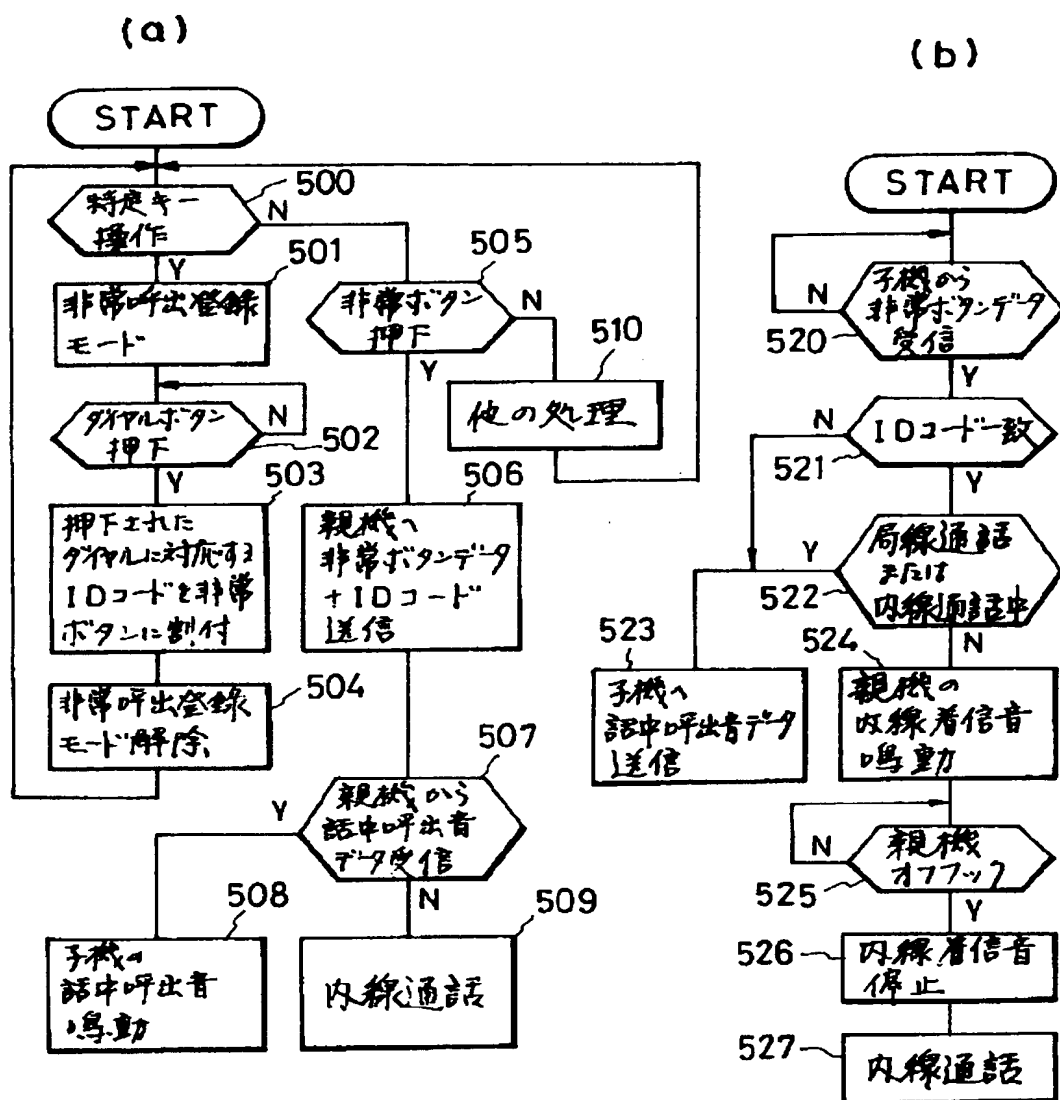 (a)
START
500
特定キー
操作
N
Y
501
非常呼出登録
モード
ダイヤルボタン
押下
N
502
Y
503
押下された
ダイヤルに対応する
IDコードを非常
ボタンに割付
504
非常呼出登録
モード解除
505
非常ボタン
押下
N
Y
510
他の処理
506
親機へ
非常ボタンデータ
+IDコード
送信
507
親機から
話中呼出音
データ受信
Y
N
508
子機の
話中呼出音
鳴動
509
内線通話
(b)
START
子機から
非常ボタンデータ
受信
N
520
Y
IDコード一致
N
521
Y
局線通話
または
内線通話中
Y
522
N
523
子機へ
話中呼出音データ
送信
524
親機の
内線着信音
鳴動
親機
オフフック
N
525
Y
526
内線着信音
停止
527
内線通話